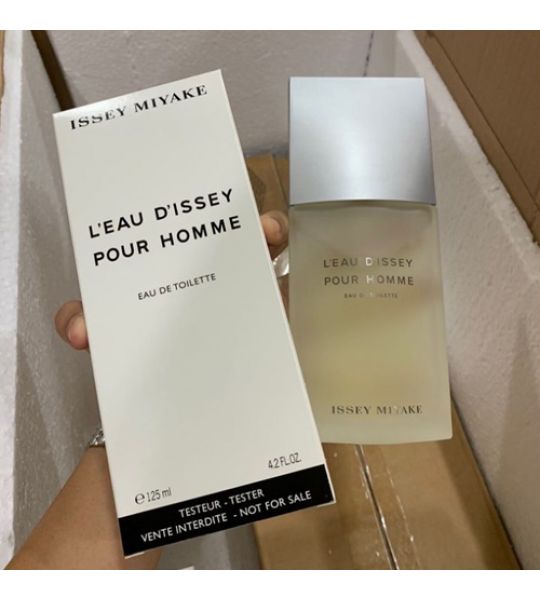 ISSEY MIYAKE
L'EAU D'ISSEY
POUR HOMME
EAU DE TOILETTE
℮125 ml
4.2 FL.OZ.
TESTEUR - TESTER
VENTE INTERDITE - NOT FOR SALE
L'EAU D'ISSEY
POUR HOMME
EAU DE TOILETTE
ISSEY MIYAKE